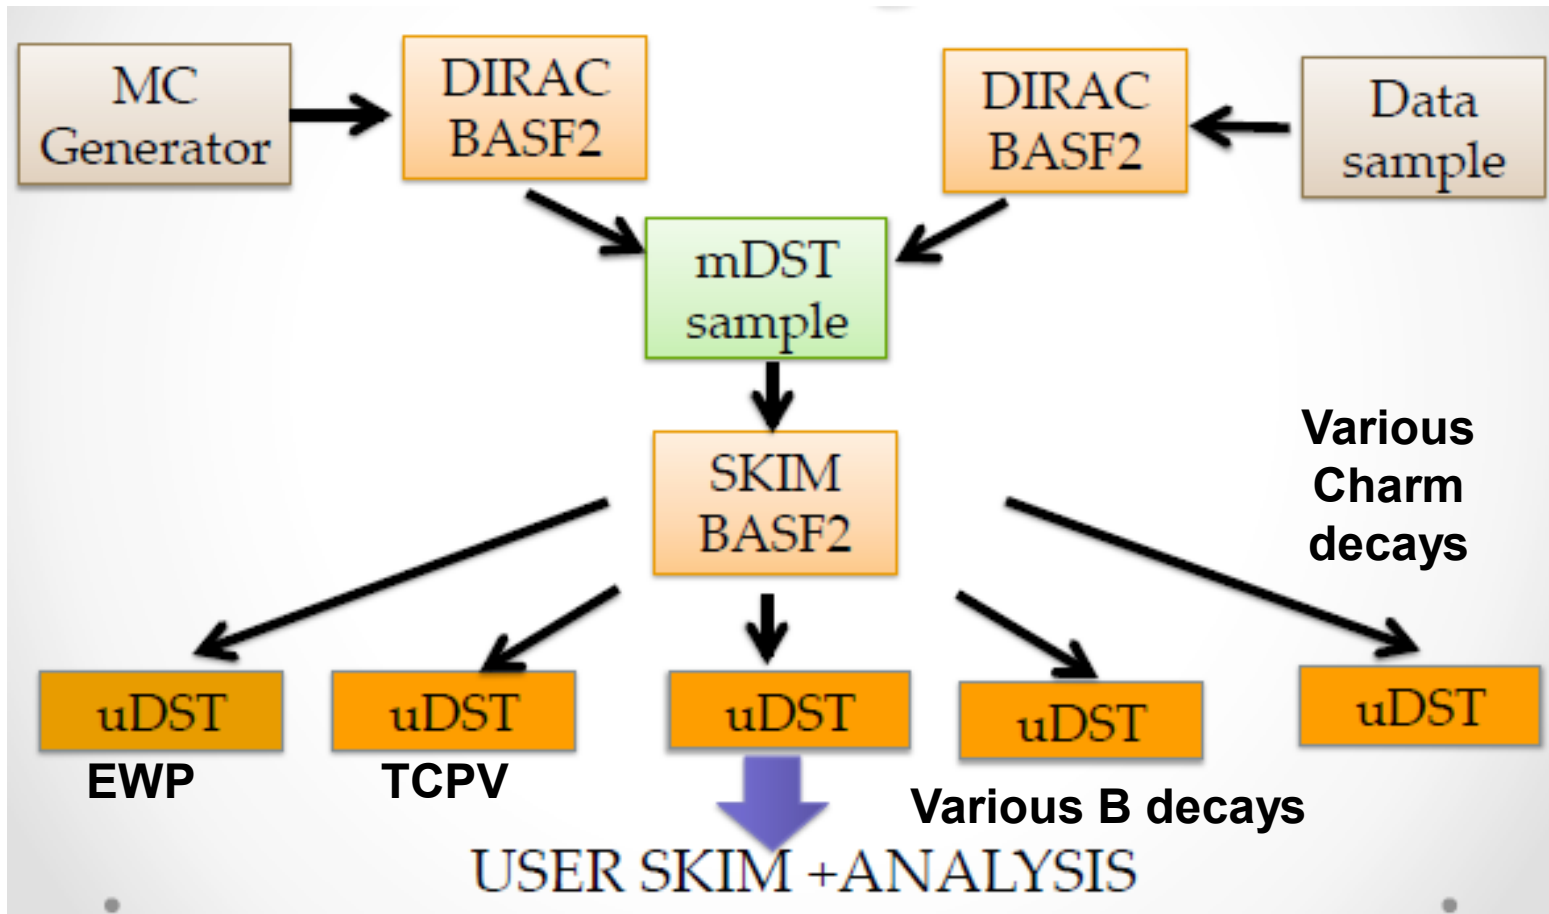 MC
Generator
DIRAC
BASF2
DIRAC
BASF2
Data
sample
mDST
sample
SKIM
BASF2
Various
Charm
decays
uDST
uDST
uDST
uDST
uDST
EWP
TCPV
Various B decays
USER SKIM +ANALYSIS